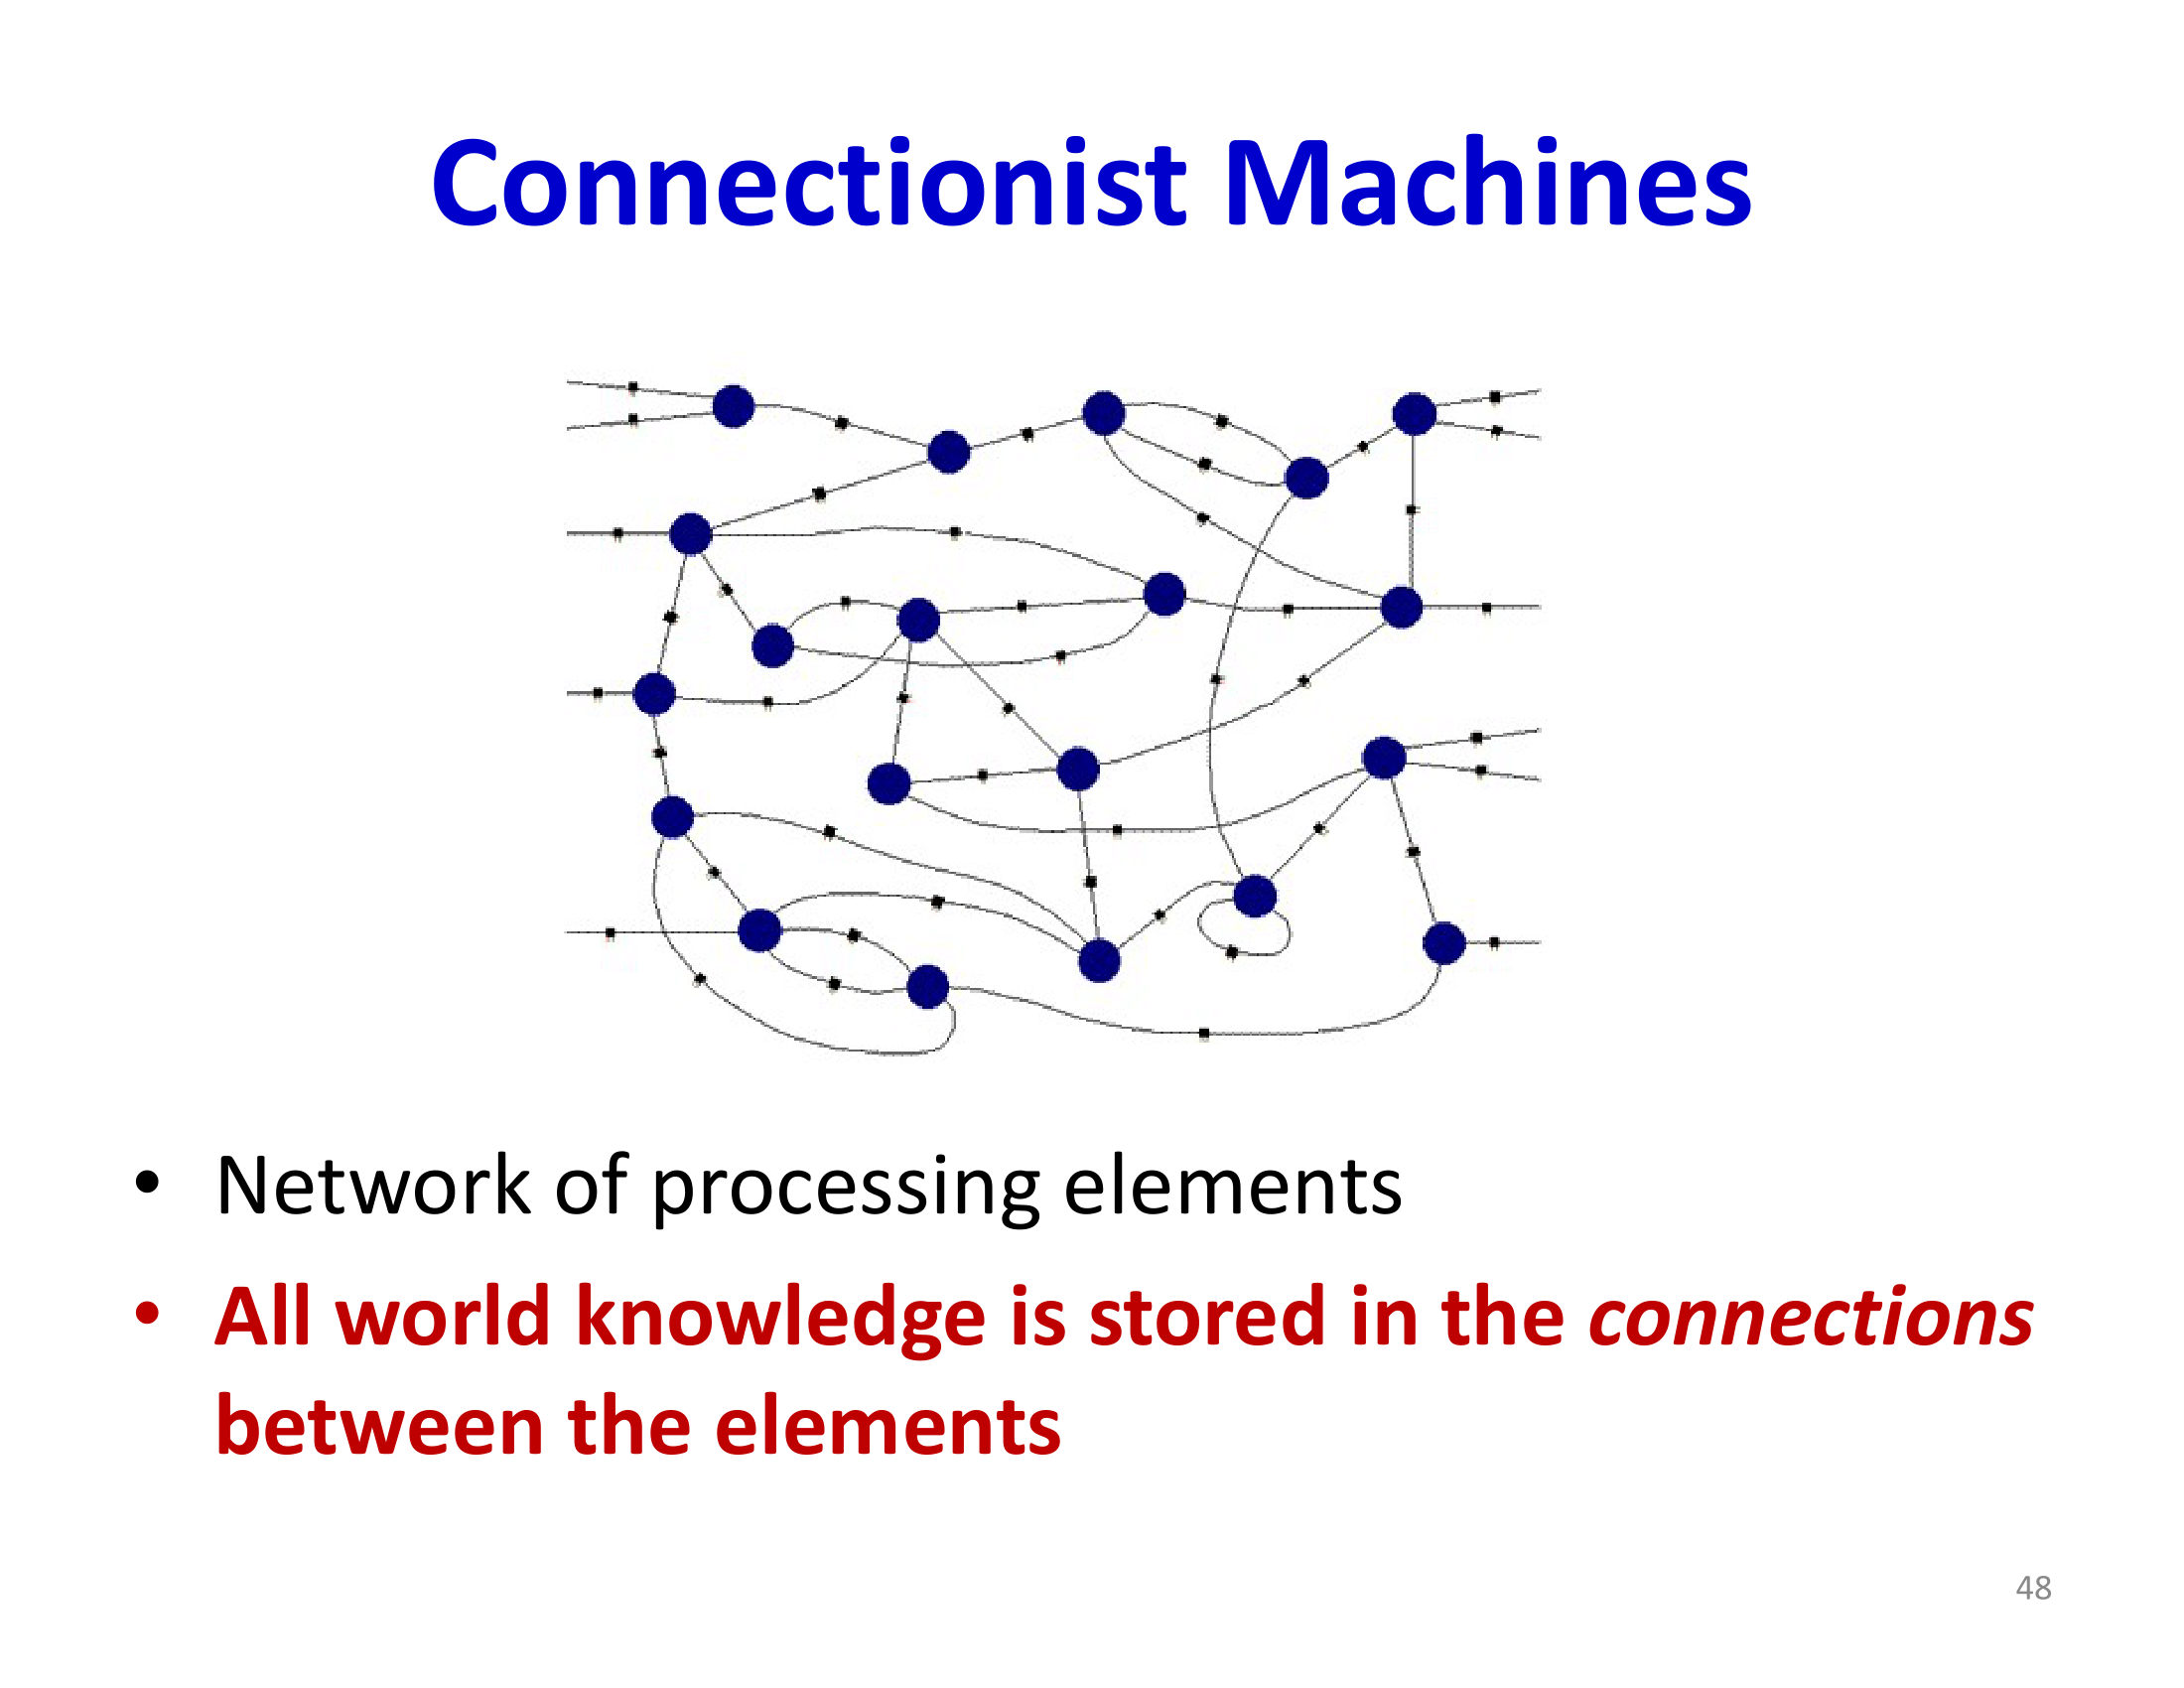 Connectionist Machines
• Network of processing elements
• All world knowledge is stored in the connections
between the elements
48